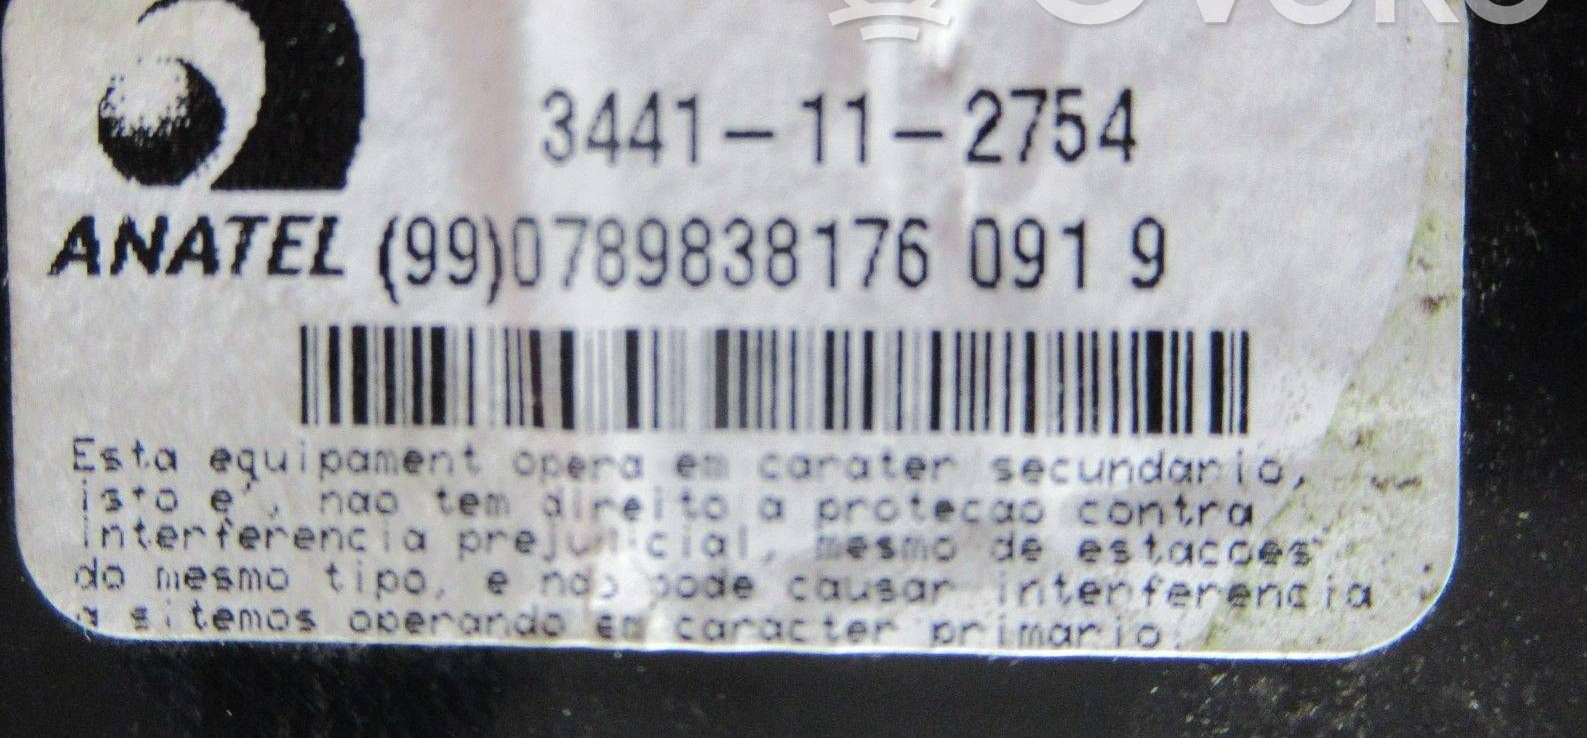 OVOKO
3441-11-2754
ANATEL (99)0789838176 091 9
Esta equipament opera em carater secundario,
isto e', nao tem direito a protecao contra
interferencia prejudicial, mesmo de estacoes
do mesmo tipo, e nao pode causar interferencia
a sitemos operando em caracter primario.